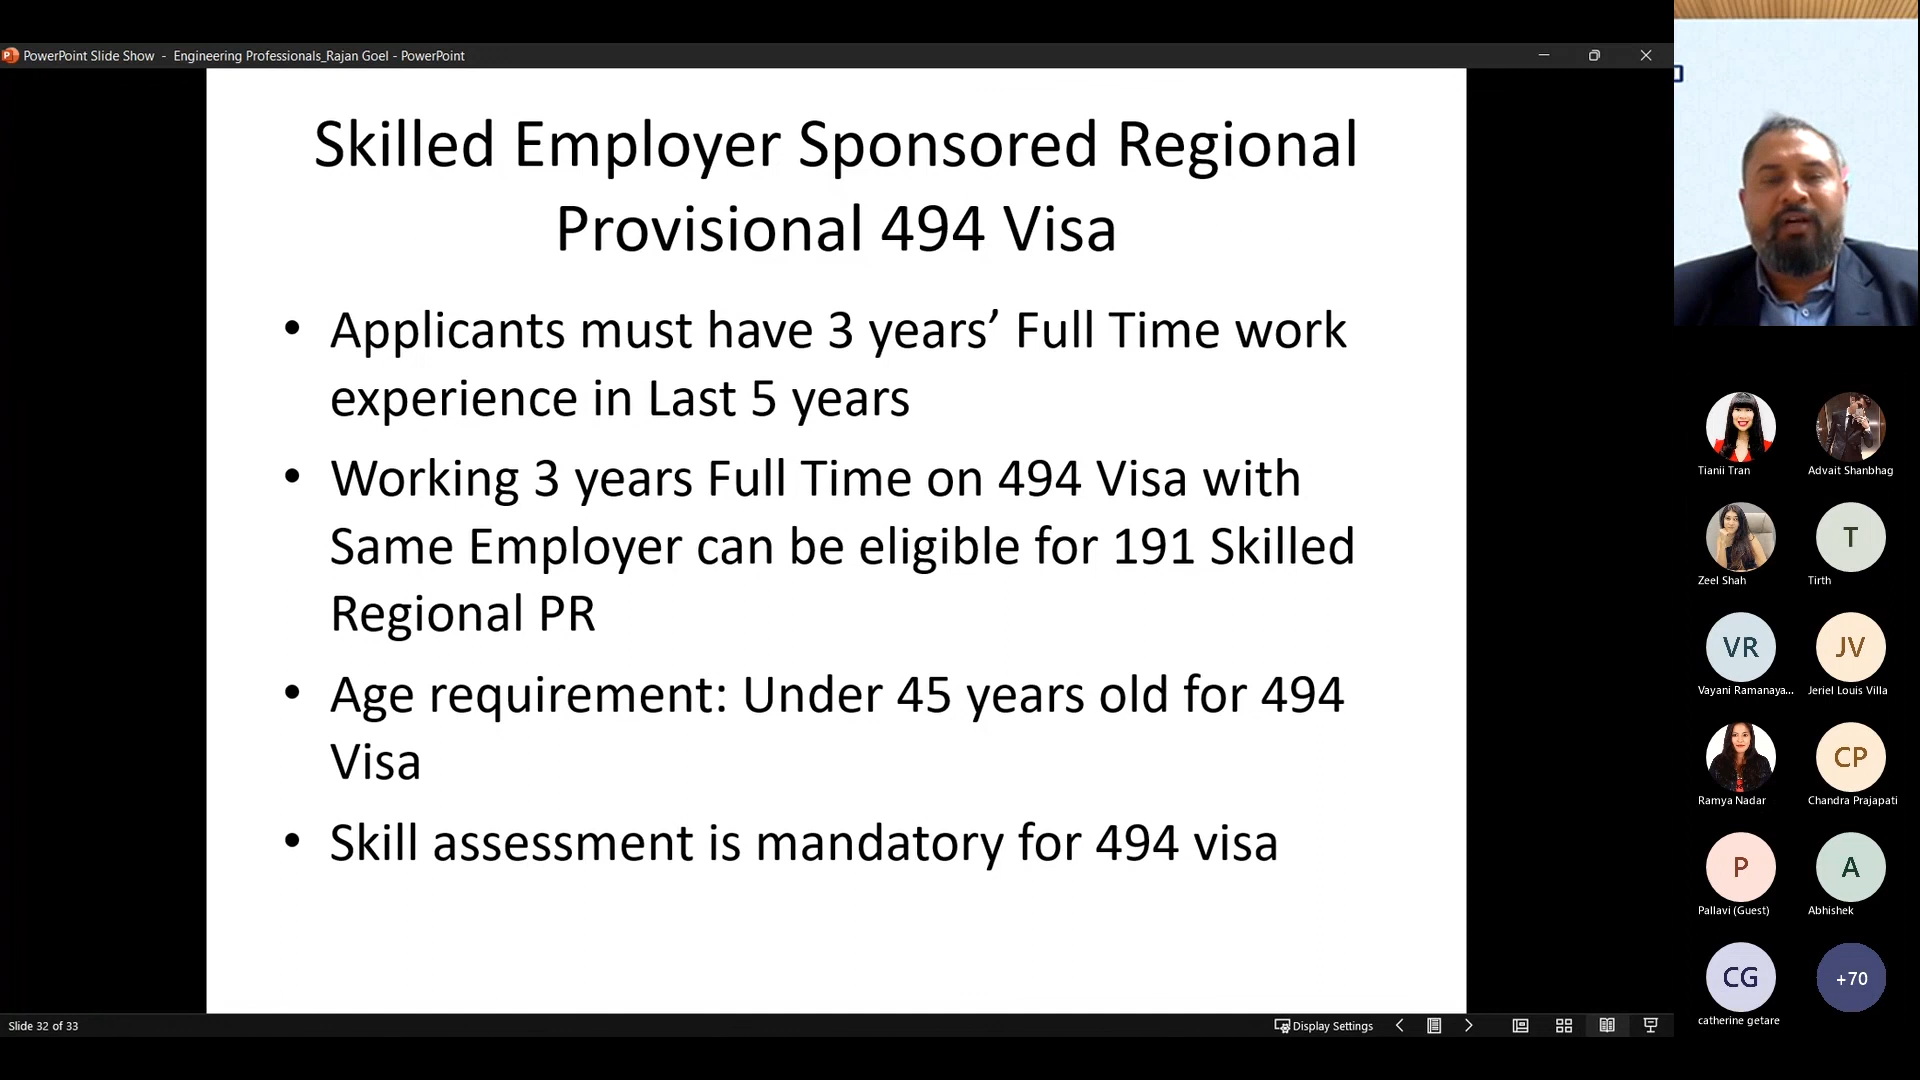 PowerPoint Slide Show - Engineering Professionals_Rajan Goel - PowerPoint
Skilled Employer Sponsored Regional
Provisional 494 Visa
• Applicants must have 3 years’ Full Time work
experience in Last 5 years
• Working 3 years Full Time on 494 Visa with
Same Employer can be eligible for 191 Skilled
Regional PR
• Age requirement: Under 45 years old for 494
Visa
• Skill assessment is mandatory for 494 visa
Slide 32 of 33
Display Settings
Tianii Tran
Advait Shanbhag
Zeel Shah
T
Tirth
VR
Vayani Ramanaya...
JV
Jeriel Louis Villa
Ramya Nadar
CP
Chandra Prajapati
P
Pallavi (Guest)
A
Abhishek
CG
catherine getare
+70